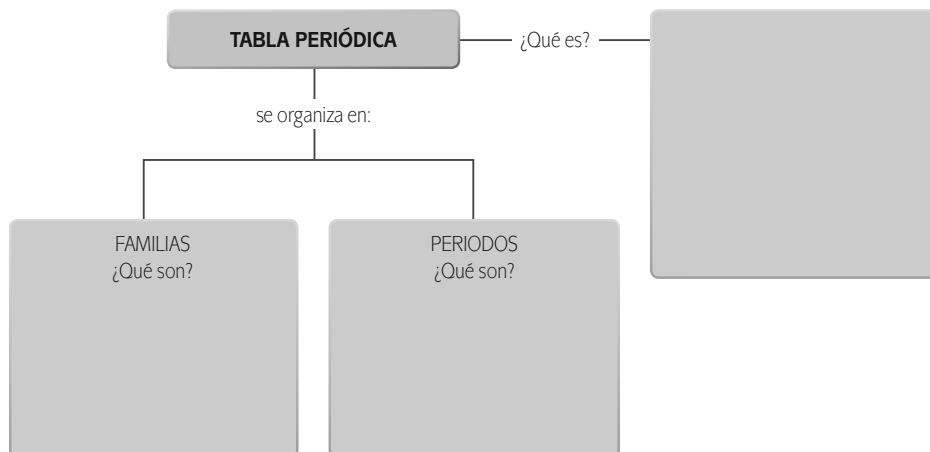 TABLA PERIÓDICA
¿Qué es?
se organiza en:
FAMILIAS
¿Qué son?
PERIODOS
¿Qué son?